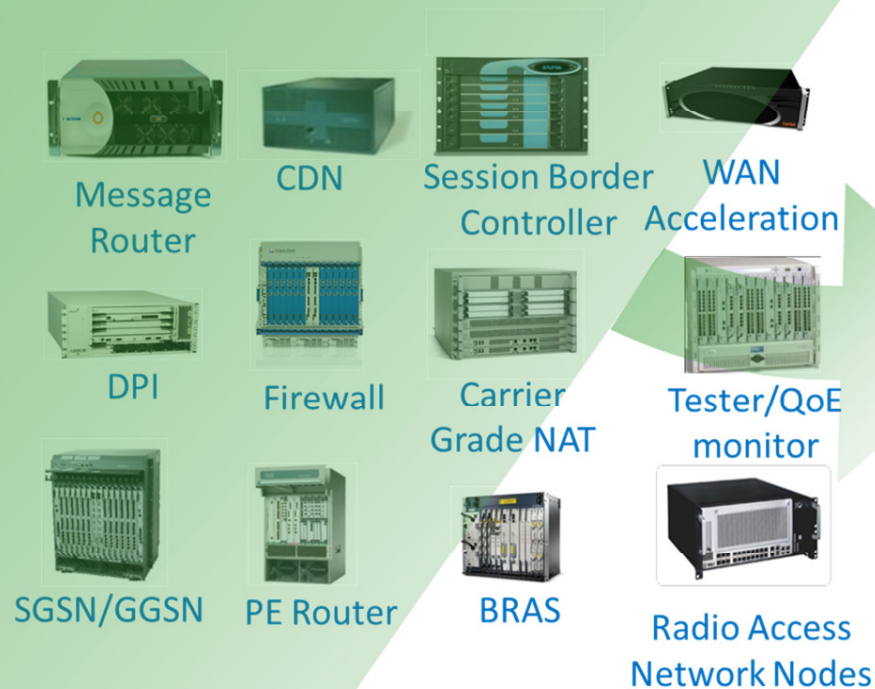 Message
Router
CDN
Session Border
Controller
WAN
Acceleration
DPI
Firewall
Carrier
Grade NAT
Tester/QoE
monitor
SGSN/GGSN
PE Router
BRAS
Radio Access
Network Nodes